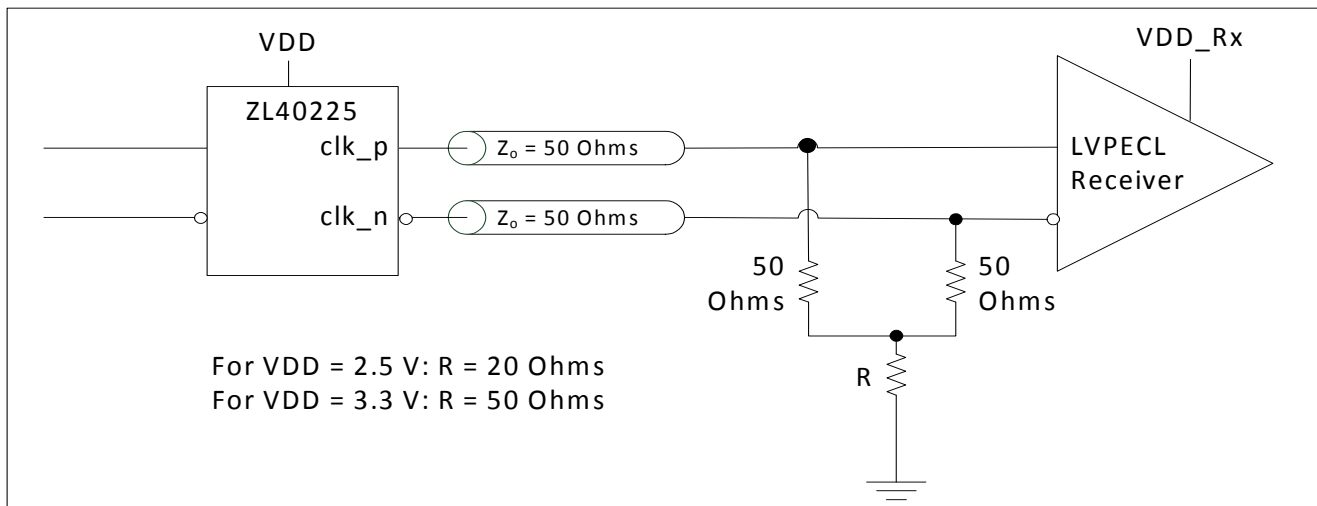 VDD
VDD_Rx
ZL40225
clk_p
Zo = 50 Ohms
LVPECL
Receiver
clk_n
Zo = 50 Ohms
50
Ohms
50
Ohms
For VDD = 2.5 V: R = 20 Ohms
For VDD = 3.3 V: R = 50 Ohms
R